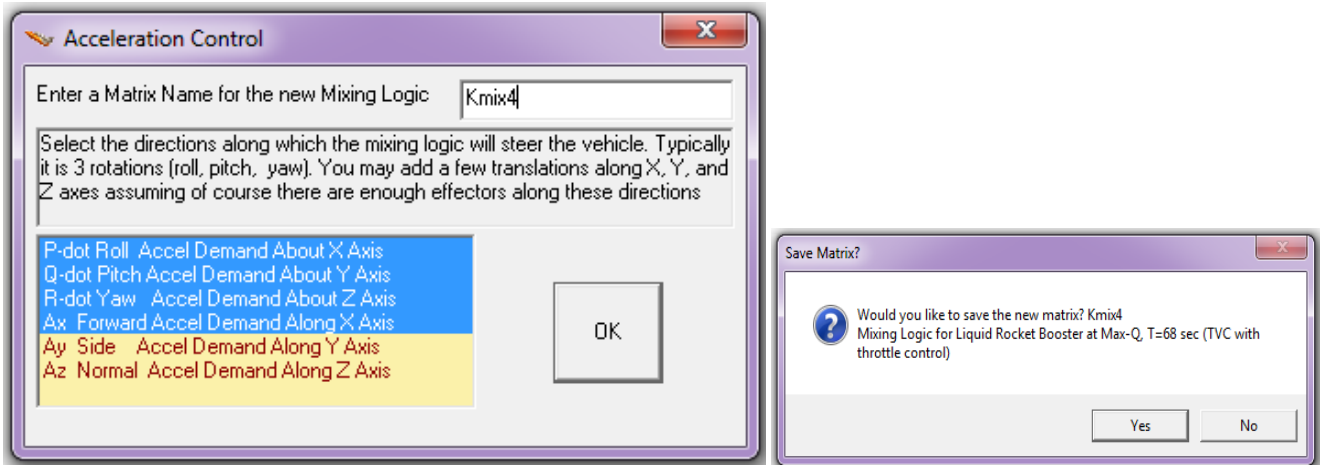 Acceleration Control
Enter a Matrix Name for the new Mixing Logic
Kmix4
Select the directions along which the mixing logic will steer the vehicle. Typically
it is 3 rotations (roll, pitch, yaw). You may add a few translations along X, Y, and
Z axes assuming of course there are enough effectors along these directions
P-dot Roll Accel Demand About X Axis
Q-dot Pitch Accel Demand About Y Axis
R-dot Yaw Accel Demand About Z Axis
Ax Forward Accel Demand Along X Axis
Ay Side Accel Demand Along Y Axis
Az Normal Accel Demand Along Z Axis
OK
Save Matrix?
Would you like to save the new matrix? Kmix4
Mixing Logic for Liquid Rocket Booster at Max-Q, T=68 sec (TVC with
throttle control)
Yes
No